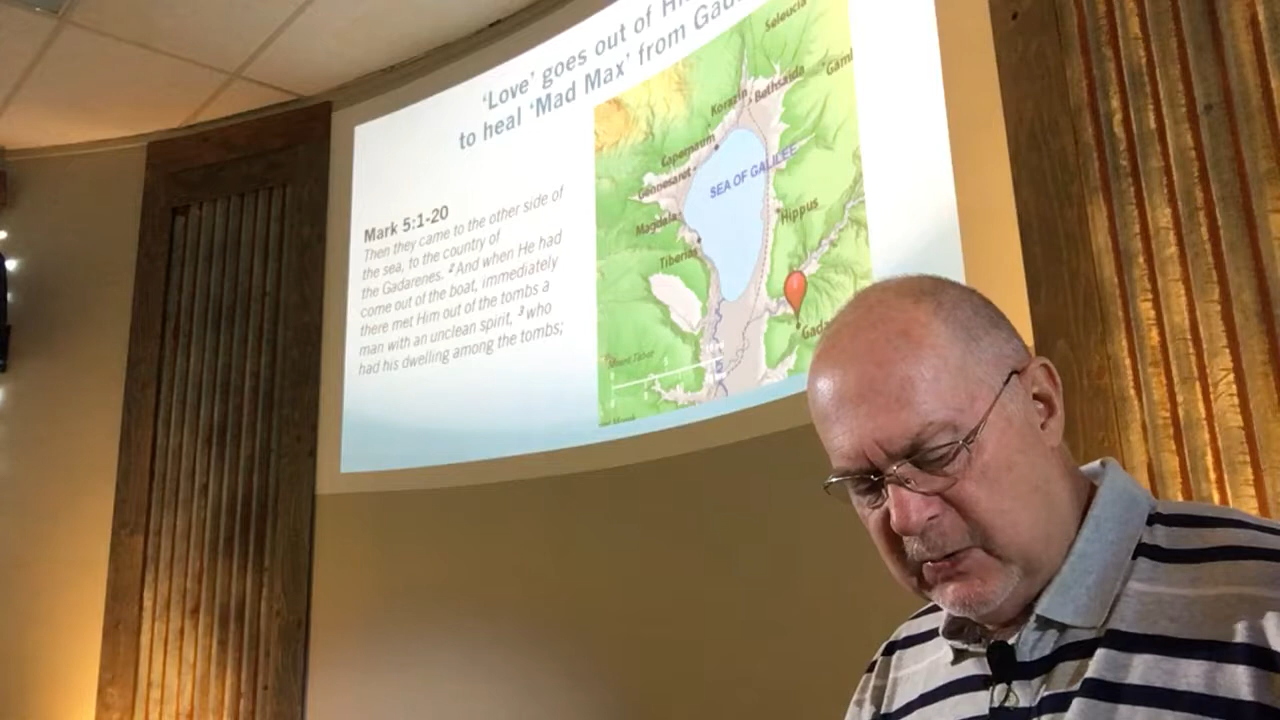 ‘Love’ goes out of
to heal ‘Mad Max’ from
Mark 5:1-20
Then they came to the other side of
the sea, to the country of
the Gadarenes. 2 And when He had
come out of the boat, immediately
there met Him out of the tombs a
man with an unclean spirit, 3 who
had his dwelling among the tombs;
Seleucia
Korazin
Bethsaida
Capernaum
Gennesaret
SEA OF GALILEE
Magdala
Hippus
Tiberias
Mount Tabor